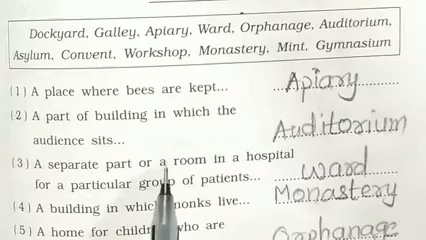 Dockyard, Galley, Apiary, Ward, Orphanage, Auditorium,
Asylum, Convent, Workshop, Monastery, Mint, Gymnasium
(1) A place where bees are kept... Apiary
(2) A part of building in which the
audience sits... Auditorium
(3) A separate part or a room in a hospital
for a particular group of patients... Ward
(4) A building in which monks live... Monastery
(5) A home for children who are Orphanage